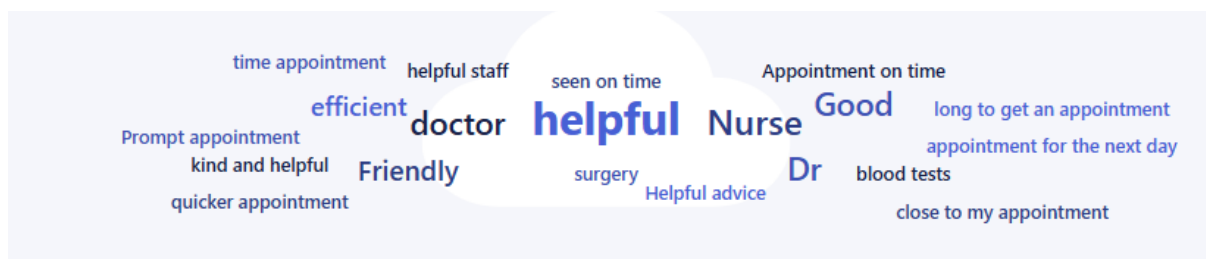 time appointment
helpful staff
seen on time
Appointment on time
efficient
doctor
helpful
Nurse
Good
long to get an appointment
Prompt appointment
kind and helpful
Friendly
surgery
Dr
blood tests
appointment for the next day
quicker appointment
Helpful advice
close to my appointment